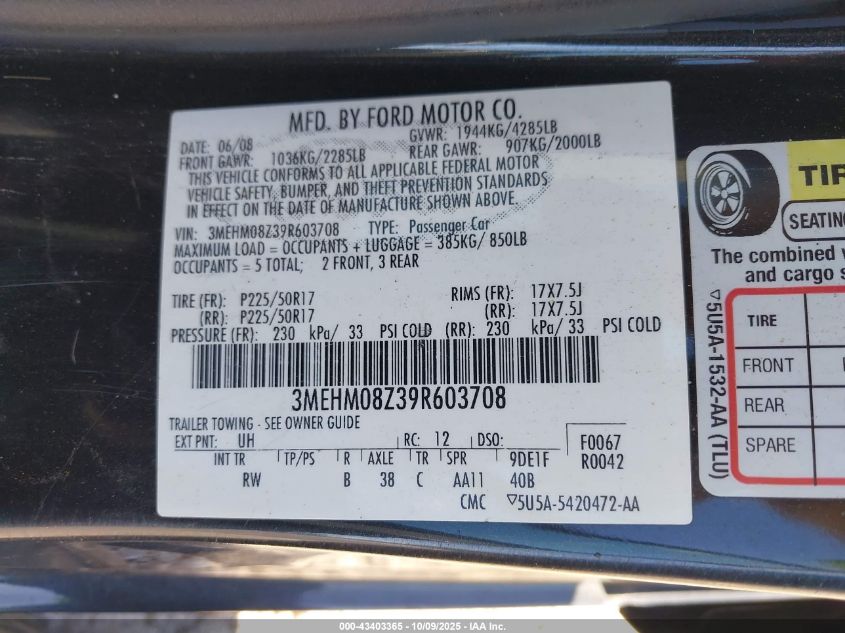 MFD. BY FORD MOTOR CO.
DATE: 06/08 GVWR: 1944KG/4285LB
FRONT GAWR: 1036KG/2285LB REAR GAWR: 907KG/2000LB
THIS VEHICLE CONFORMS TO ALL APPLICABLE FEDERAL MOTOR
VEHICLE SAFETY, BUMPER, AND THEFT PREVENTION STANDARDS
IN EFFECT ON THE DATE OF MANUFACTURE SHOWN ABOVE.
VIN: 3MEHM08Z39R603708 TYPE: Passenger Car
MAXIMUM LOAD = OCCUPANTS + LUGGAGE = 385KG/ 850LB
OCCUPANTS = 5 TOTAL; 2 FRONT, 3 REAR
TIRE (FR): P225/50R17 RIMS (FR): 17X7.5J
(RR): P225/50R17 (RR): 17X7.5J
PRESSURE (FR): 230 kPa/ 33 PSI COLD (RR): 230 kPa/ 33 PSI COLD
3MEHM08Z39R603708
TRAILER TOWING - SEE OWNER GUIDE
EXT PNT: UH RC: 12 DSO: F0067
INT TR TP/PS R AXLE TR SPR 9DE1F R0042
RW B 38 C AA11 40B
CMC ▽5U5A-5420472-AA
TIR
SEATING
The combined
and cargo
TIRE
FRONT
REAR
SPARE
▽5U5A-1532-AA (TLU)
000-43403365 - 10/09/2025 - IAA Inc.